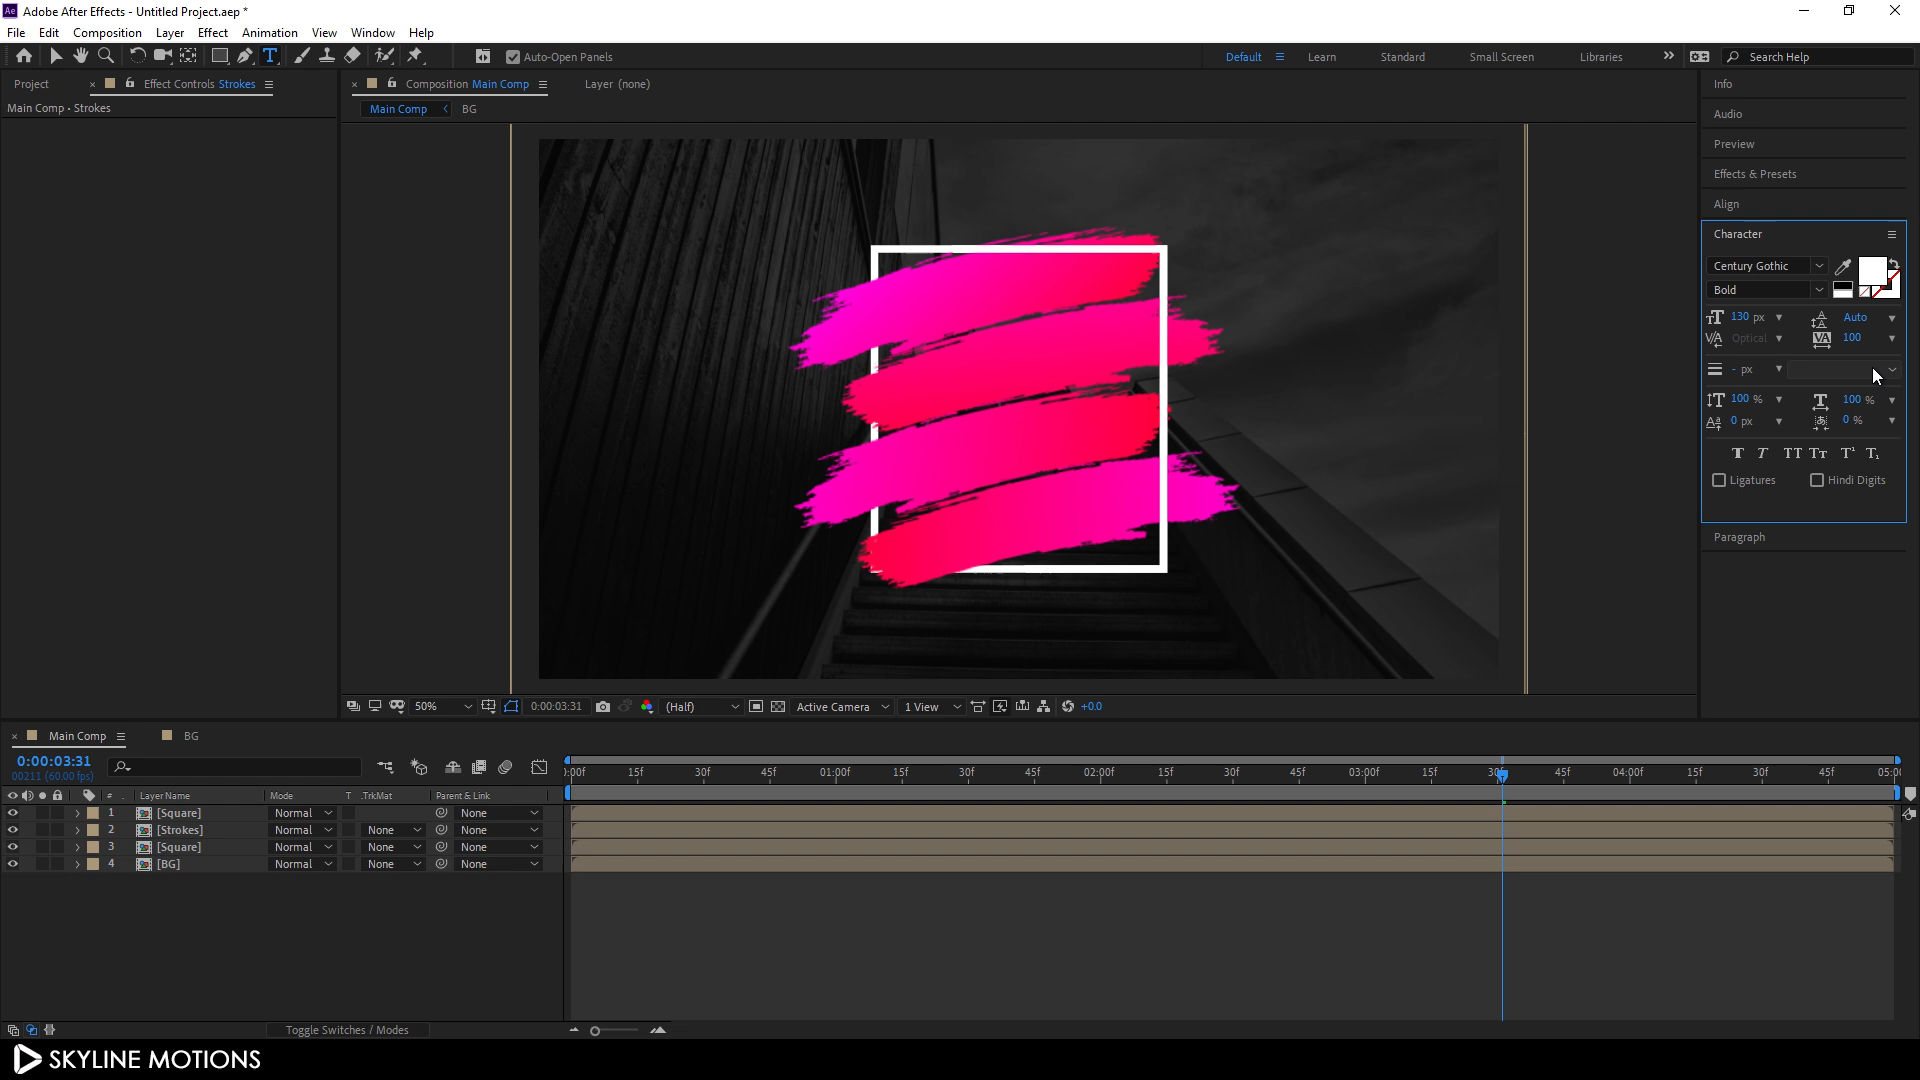 Adobe After Effects - Untitled Project.aep *
File Edit Composition Layer Effect Animation View Window Help
Auto-Open Panels
Default Learn Standard Small Screen Libraries Search Help
Project Effect Controls Strokes
Main Comp • Strokes
Composition Main Comp Layer (none)
Main Comp BG
Info
Audio
Preview
Effects & Presets
Align
Character
Century Gothic
Bold
130 px Auto
Optical 100
- px
100 % 100 %
0 px 0 %
Ligatures Hindi Digits
Paragraph
50% 0:00:03:31 (Half) Active Camera 1 View +0.0
Main Comp BG
0:00:03:31
00211 (60.00 fps)
:00f 15f 30f 45f 01:00f 15f 30f 45f 02:00f 15f 30f 45f 03:00f 15f 30f 45f 04:00f 15f 30f 45f 05:0
# Layer Name Mode T .TrkMat Parent & Link
1 [Square] Normal None
2 [Strokes] Normal None None
3 [Square] Normal None None
4 [BG] Normal None None
Toggle Switches / Modes
SKYLINE MOTIONS